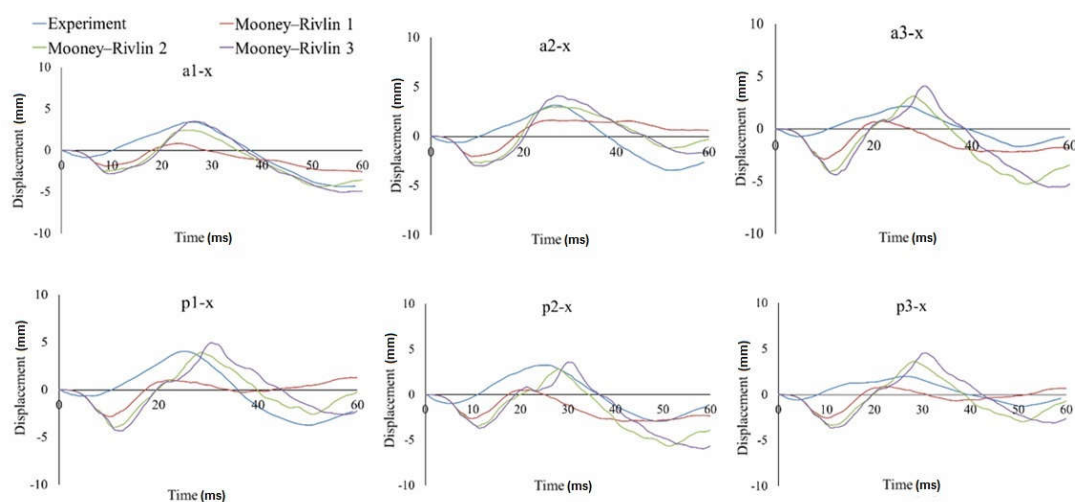 Experiment
Mooney–Rivlin 1
Mooney–Rivlin 2
Mooney–Rivlin 3
a1-x
Displacement (mm)
10
5
0
-5
-10
0
10
20
30
40
50
60
Time (ms)
a2-x
Displacement (mm)
10
5
0
-5
-10
0
20
40
60
Time (ms)
a3-x
Displacement (mm)
10
5
0
-5
-10
0
20
40
60
Time (ms)
p1-x
Displacement (mm)
10
5
0
-5
-10
0
20
40
60
Time (ms)
p2-x
Displacement (mm)
10
5
0
-5
-10
0
10
20
30
40
50
60
Time (ms)
p3-x
Displacement (mm)
10
5
0
-5
-10
0
10
20
30
40
50
60
Time (ms)